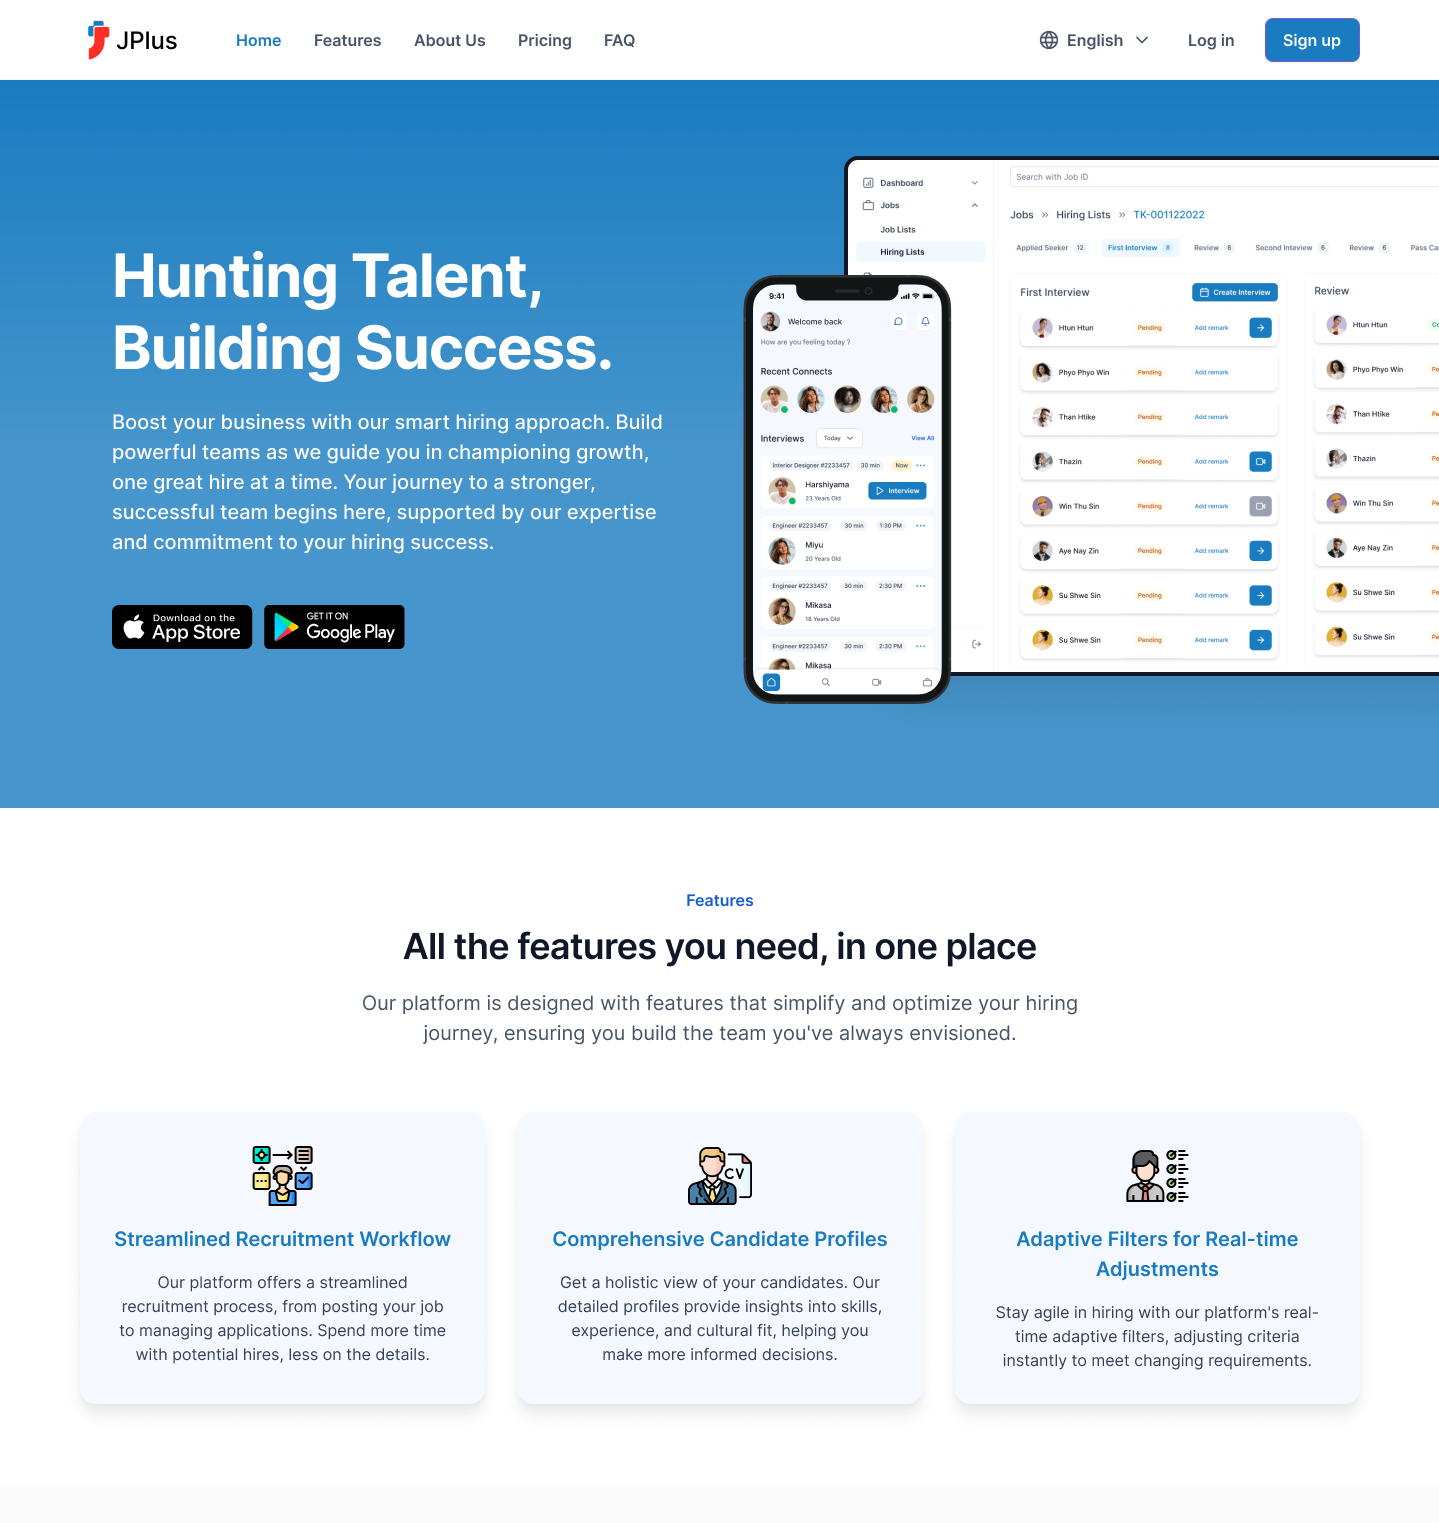 JPlus
Home
Features
About Us
Pricing
FAQ
English
Log in
Sign up
Hunting Talent,
Building Success.
Boost your business with our smart hiring approach. Build
powerful teams as we guide you in championing growth,
one great hire at a time. Your journey to a stronger,
successful team begins here, supported by our expertise
and commitment to your hiring success.
Download on the
App Store
GET IT ON
Google Play
Dashboard
Jobs
Job Lists
Hiring Lists
Search with Job ID
Jobs » Hiring Lists » TK-001122022
Applied Seeker 12
First Interview 8
Review 8
Second Inteview 6
Review 6
Pass Ca
First Interview
Create Interview
Htun Htun Pending Add remark
Phyo Phyo Win Pending Add remark
Than Htike Pending Add remark
Thazin Pending Add remark
Win Thu Sin Pending Add remark
Aye Nay Zin Pending Add remark
Su Shwe Sin Pending Add remark
Su Shwe Sin Pending Add remark
Review
Htun Htun Co
Phyo Phyo Win Pe
Than Htike Pe
Thazin Pe
Win Thu Sin Pe
Aye Nay Zin Pe
Su Shwe Sin Pe
Su Shwe Sin Pe
9:41
Welcome back
How are you feeling today ?
Recent Connects
Interviews Today View All
Interior Designer #2233457 30 min Now
Harshiyama
23 Years Old
Interview
Engineer #2233457 30 min 1:30 PM
Miyu
20 Years Old
Engineer #2233457 30 min 2:30 PM
Mikasa
18 Years Old
Engineer #2233457 30 min 2:30 PM
Mikasa
Features
All the features you need, in one place
Our platform is designed with features that simplify and optimize your hiring
journey, ensuring you build the team you've always envisioned.
Streamlined Recruitment Workflow
Our platform offers a streamlined
recruitment process, from posting your job
to managing applications. Spend more time
with potential hires, less on the details.
CV
Comprehensive Candidate Profiles
Get a holistic view of your candidates. Our
detailed profiles provide insights into skills,
experience, and cultural fit, helping you
make more informed decisions.
Adaptive Filters for Real-time
Adjustments
Stay agile in hiring with our platform's real-
time adaptive filters, adjusting criteria
instantly to meet changing requirements.